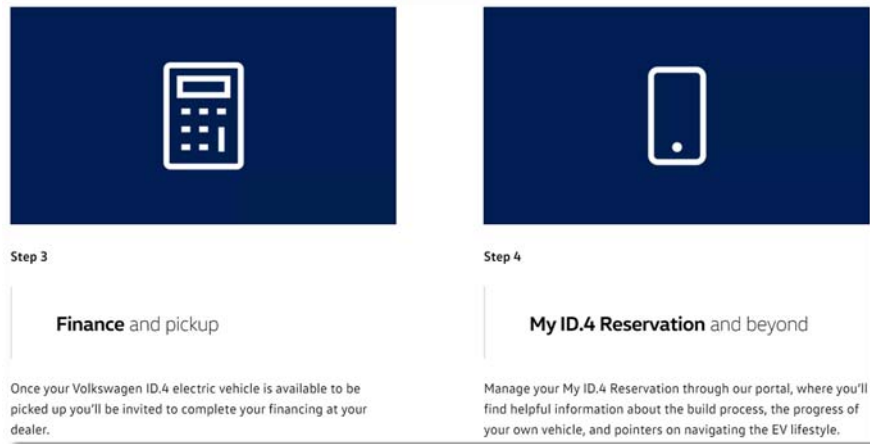 Step 3
Finance and pickup
Once your Volkswagen ID.4 electric vehicle is available to be
picked up you'll be invited to complete your financing at your
dealer.
Step 4
My ID.4 Reservation and beyond
Manage your My ID.4 Reservation through our portal, where you'll
find helpful information about the build process, the progress of
your own vehicle, and pointers on navigating the EV lifestyle.